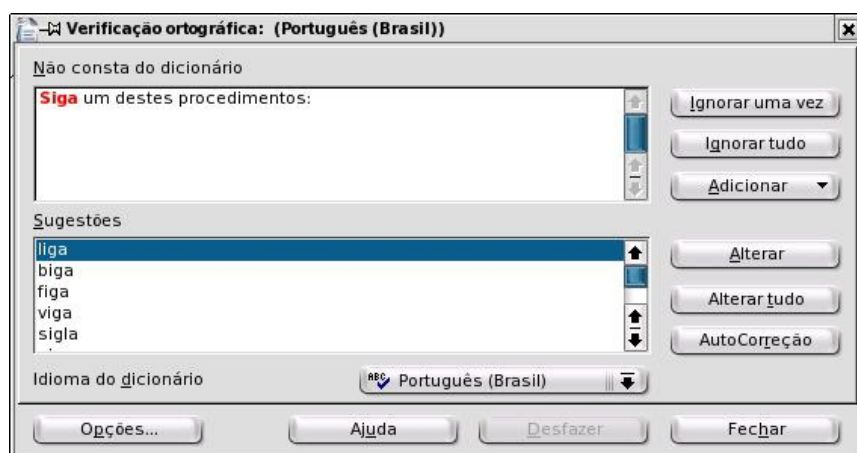 Verificação ortográfica: (Português (Brasil))
Não consta do dicionário
Siga um destes procedimentos:
Ignorar uma vez
Ignorar tudo
Adicionar
Sugestões
liga
biga
figa
viga
sigla
Alterar
Alterar tudo
AutoCorreção
Idioma do dicionário
ABC Português (Brasil)
Opções...
Ajuda
Desfazer
Fechar